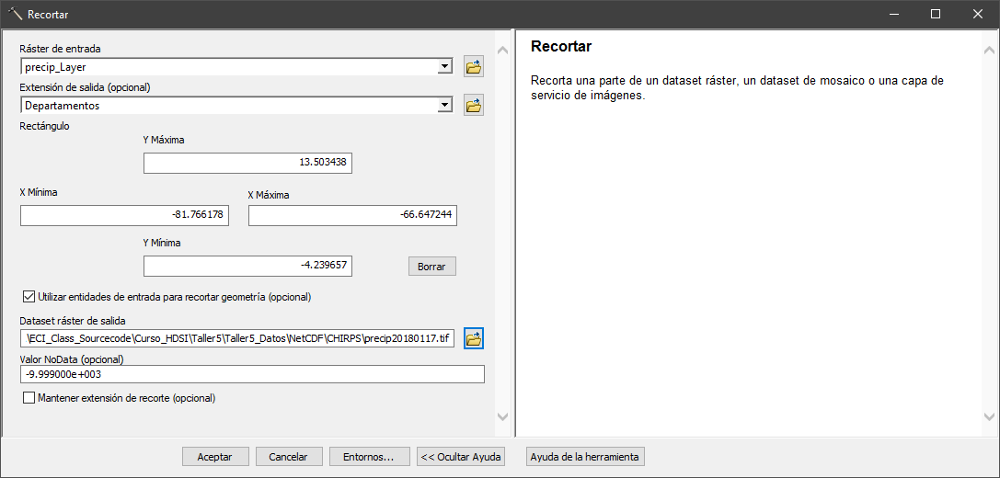 Recortar
Ráster de entrada
precip_Layer
Extensión de salida (opcional)
Departamentos
Rectángulo
Y Máxima
13.503438
X Mínima
X Máxima
-81.766178
-66.647244
Y Mínima
-4.239657
Borrar
Utilizar entidades de entrada para recortar geometría (opcional)
Dataset ráster de salida
\ECI_Class_Sourcecode\Curso_HDSI\Taller5\Taller5_Datos\NetCDF\CHIRPS\precip20180117.tif
Valor NoData (opcional)
-9.999000e+003
Mantener extensión de recorte (opcional)
Recortar
Recorta una parte de un dataset ráster, un dataset de mosaico o una capa de
servicio de imágenes.
Aceptar
Cancelar
Entornos...
<< Ocultar Ayuda
Ayuda de la herramienta